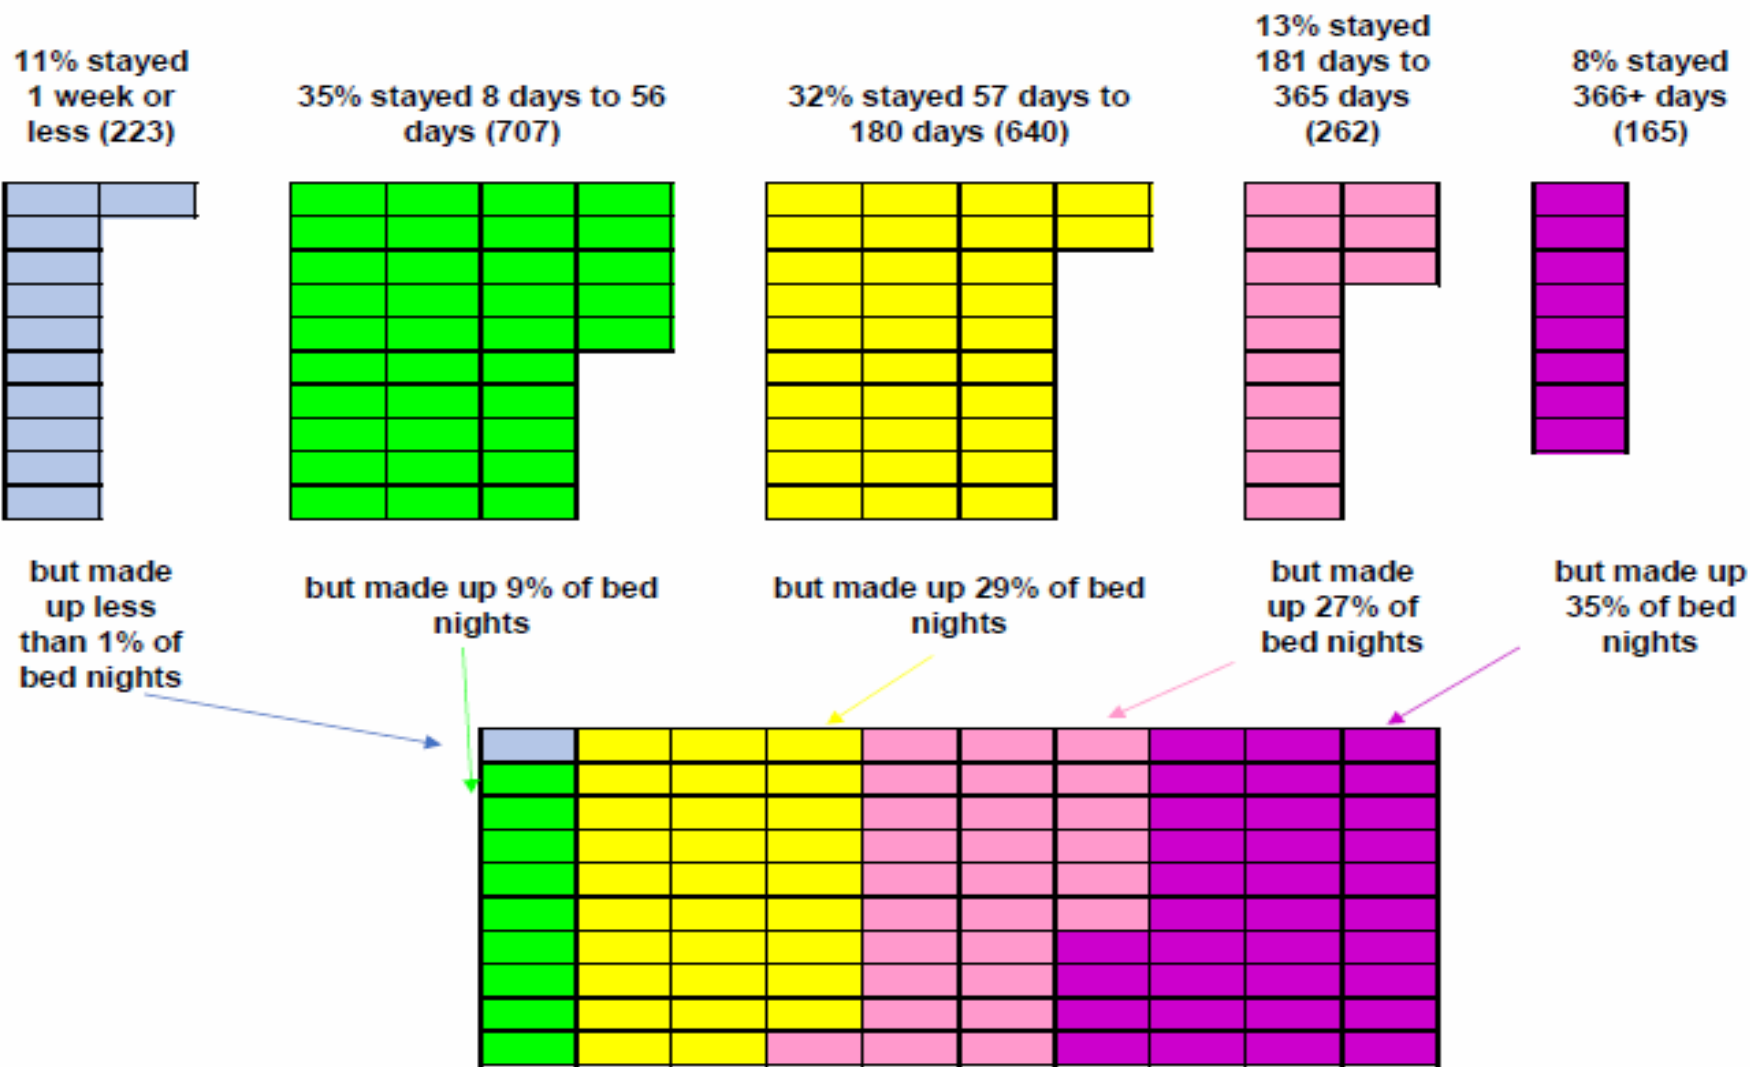 11% stayed
1 week or
less (223)
35% stayed 8 days to 56
days (707)
32% stayed 57 days to
180 days (640)
13% stayed
181 days to
365 days
(262)
8% stayed
366+ days
(165)
but made
up less
than 1% of
bed nights
but made up 9% of bed
nights
but made up 29% of bed
nights
but made
up 27% of
bed nights
but made up
35% of bed
nights